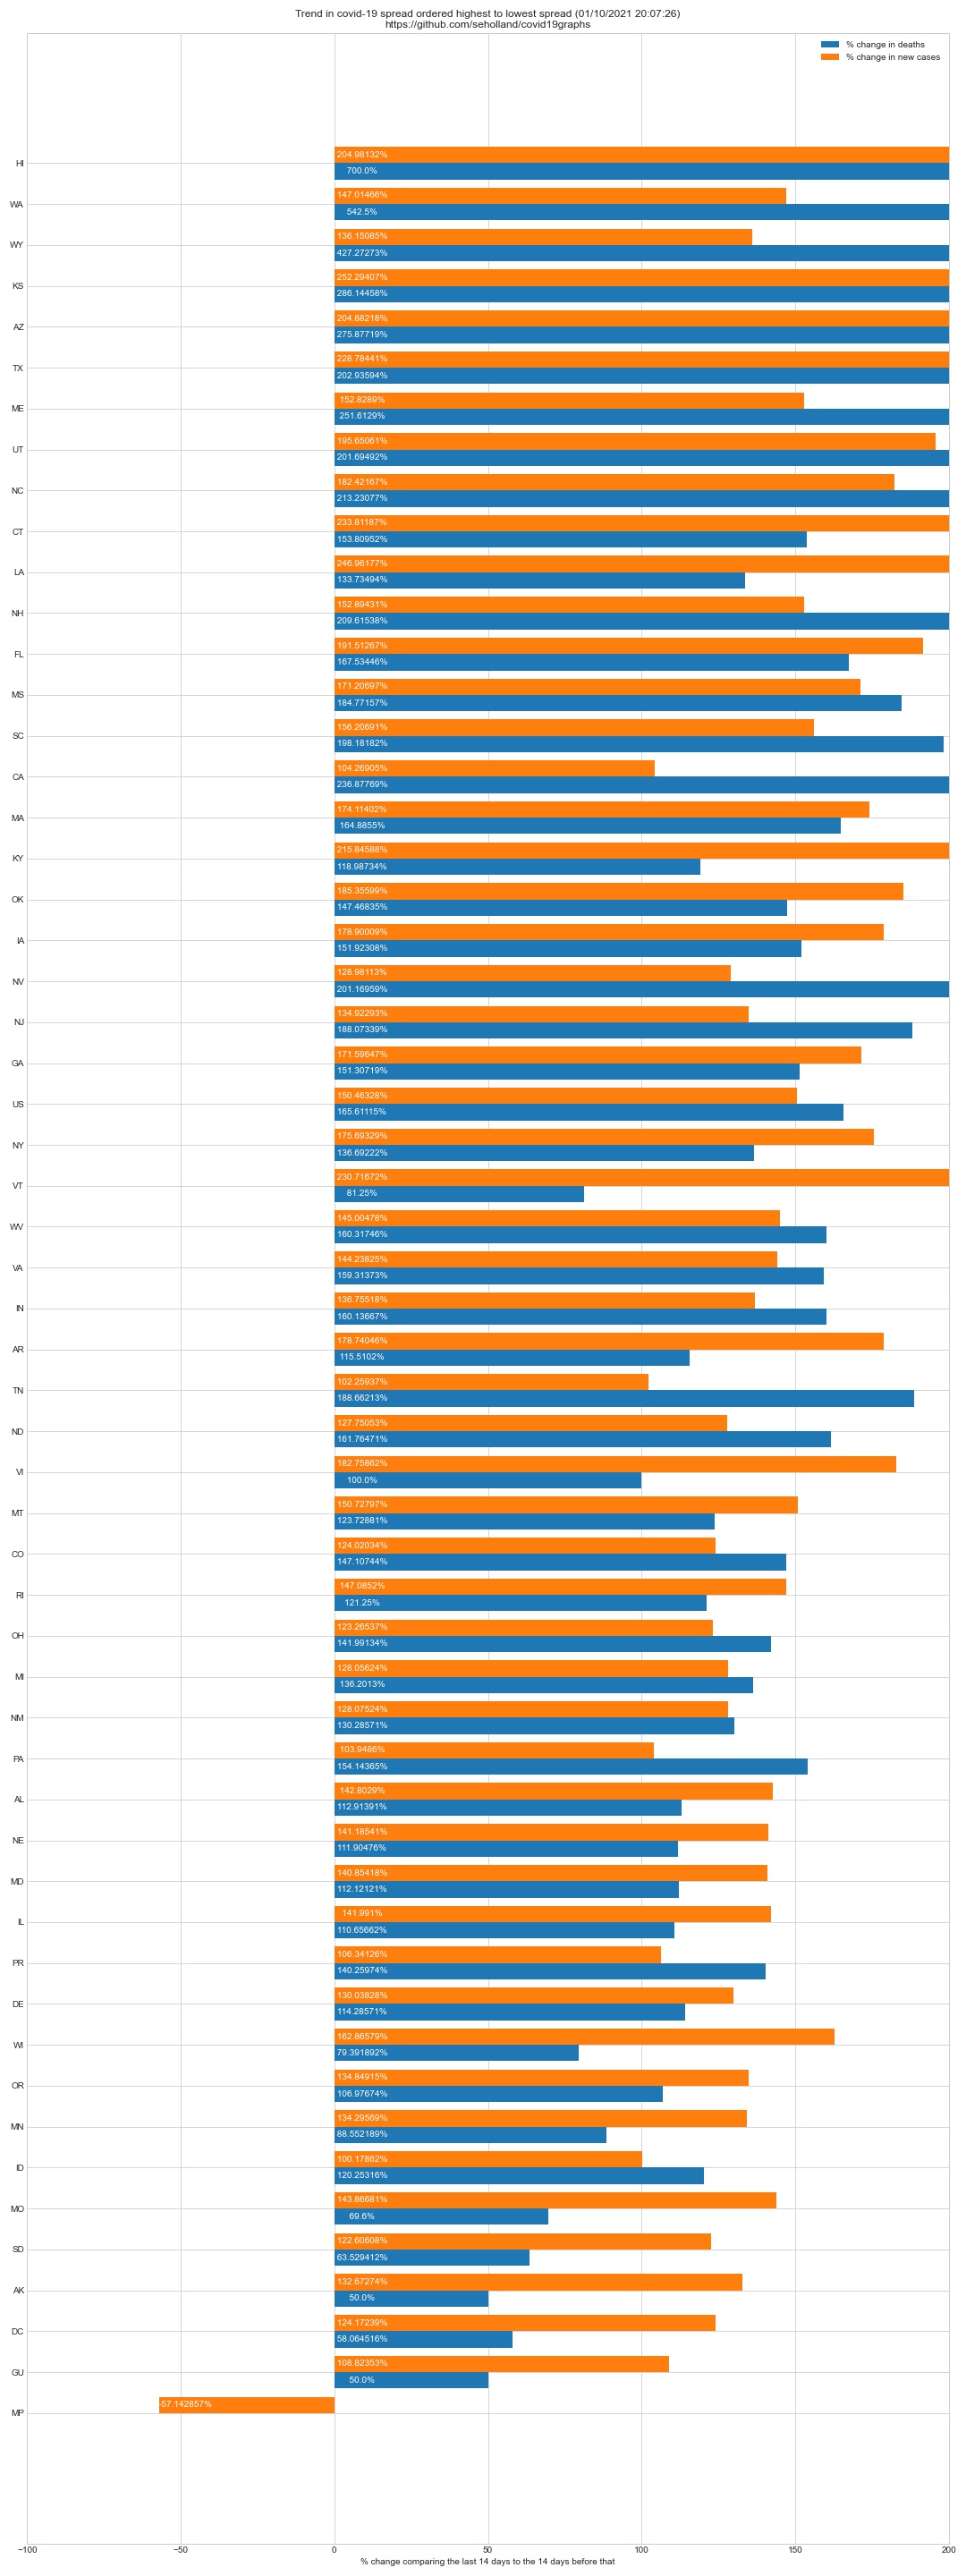 Trend in covid-19 spread ordered highest to lowest spread (01/10/2021 20:07:26)
https://github.com/seholland/covid19graphs
% change in deaths
% change in new cases
204.98132%
HI
700.0%
147.01466%
WA
542.5%
136.15085%
WY
427.27273%
252.29407%
KS
286.14458%
204.88218%
AZ
275.87719%
228.78441%
TX
202.93594%
152.8289%
ME
251.6129%
195.65061%
UT
201.69492%
182.42167%
NC
213.23077%
233.81187%
CT
153.80952%
246.96177%
LA
133.73494%
152.89431%
NH
209.61538%
191.51267%
FL
167.53446%
171.20697%
MS
184.77157%
156.20691%
SC
198.18182%
104.26905%
CA
236.87769%
174.11402%
MA
164.8855%
215.84588%
KY
118.98734%
185.35599%
OK
147.46835%
178.90009%
IA
151.92308%
128.98113%
NV
201.16959%
134.92293%
NJ
188.07339%
171.59647%
GA
151.30719%
150.46328%
US
165.61115%
175.69329%
NY
136.69222%
230.71672%
VT
81.25%
145.00478%
WV
160.31746%
144.23825%
VA
159.31373%
136.75518%
IN
160.13667%
178.74046%
AR
115.5102%
102.25937%
TN
188.66213%
127.75053%
ND
161.76471%
182.75862%
VI
100.0%
150.72797%
MT
123.72881%
124.02034%
CO
147.10744%
147.0852%
RI
121.25%
123.26537%
OH
141.99134%
128.05624%
MI
136.2013%
128.07524%
NM
130.28571%
103.9486%
PA
154.14365%
142.8029%
AL
112.91391%
141.18541%
NE
111.90476%
140.85418%
MD
112.12121%
141.991%
IL
110.65662%
106.34126%
PR
140.25974%
130.03828%
DE
114.28571%
162.86579%
WI
79.391892%
134.84915%
OR
106.97674%
134.29569%
MN
88.552189%
100.17862%
ID
120.25316%
143.86681%
MO
69.6%
122.60608%
SD
63.529412%
132.67274%
AK
50.0%
124.17239%
DC
58.064516%
108.82353%
GU
50.0%
-57.142857%
MP
−100 −50 0 50 100 150 200
% change comparing the last 14 days to the 14 days before that